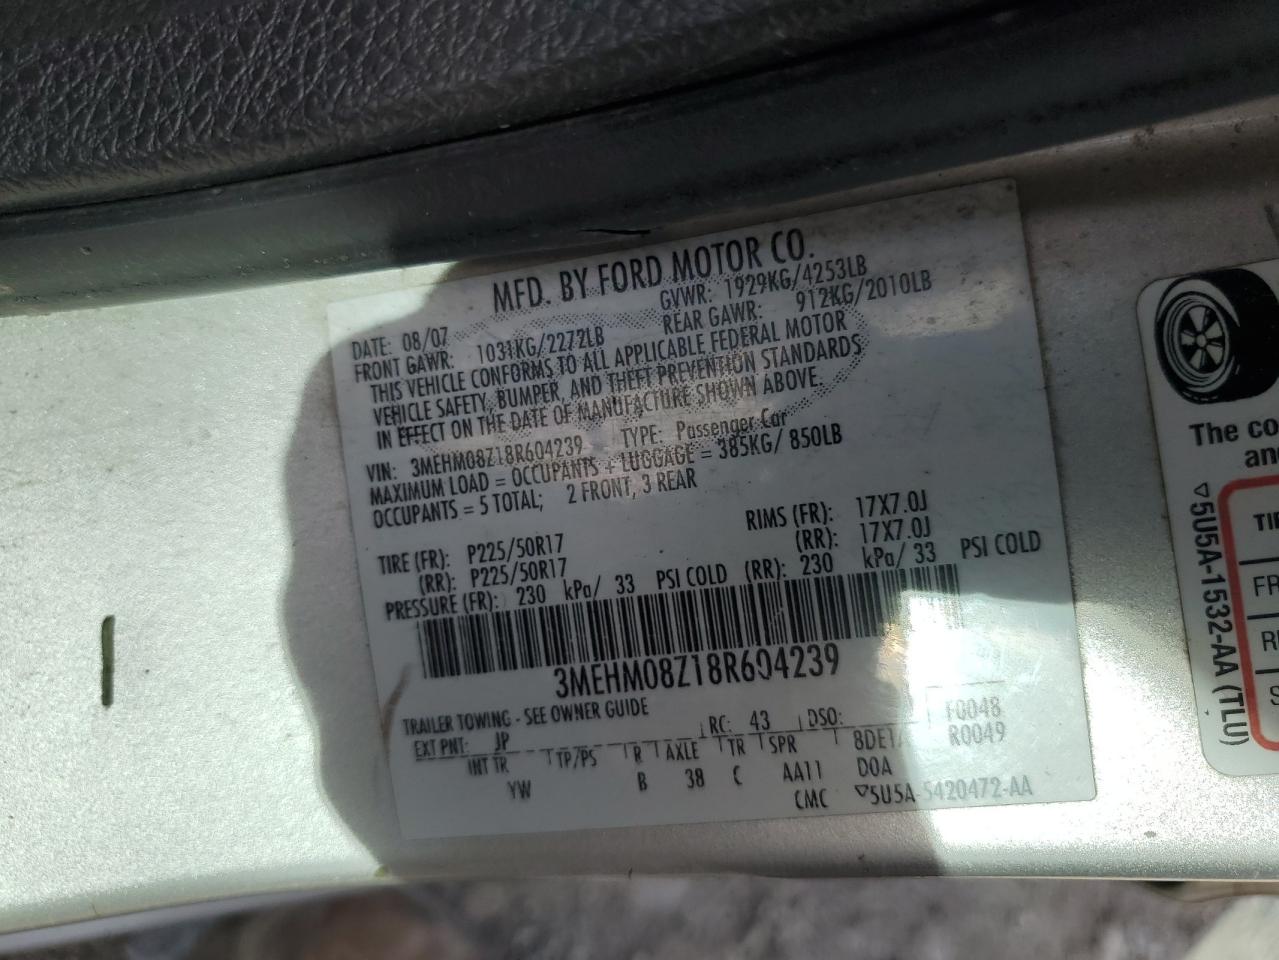 MFD. BY FORD MOTOR CO.
DATE: 08/07 GVWR: 1929KG/4253LB
FRONT GAWR: 1031KG/2272LB REAR GAWR: 912KG/2010LB
THIS VEHICLE CONFORMS TO ALL APPLICABLE FEDERAL MOTOR
VEHICLE SAFETY, BUMPER, AND THEFT PREVENTION STANDARDS
IN EFFECT ON THE DATE OF MANUFACTURE SHOWN ABOVE.
VIN: 3MEHM08Z18R604239 TYPE: Passenger Car
MAXIMUM LOAD = OCCUPANTS + LUGGAGE = 385KG/ 850LB
OCCUPANTS = 5 TOTAL; 2 FRONT, 3 REAR
TIRE (FR): P225/50R17 RIMS (FR): 17X7.0J
(RR): P225/50R17 (RR): 17X7.0J
PRESSURE (FR): 230 kPa/ 33 PSI COLD (RR): 230 kPa/ 33 PSI COLD
3MEHM08Z18R604239
TRAILER TOWING - SEE OWNER GUIDE
EXT PNT: JP RC: 43 DSO: F0048
INT TR TP/PS R AXLE TR SPR 8DE1 R0049
YW B 38 C AA11 DOA
CMC ▽5U5A-5420472-AA
The co
and
▽5U5A-1532-AA (TLU)
TI
FR
R
S